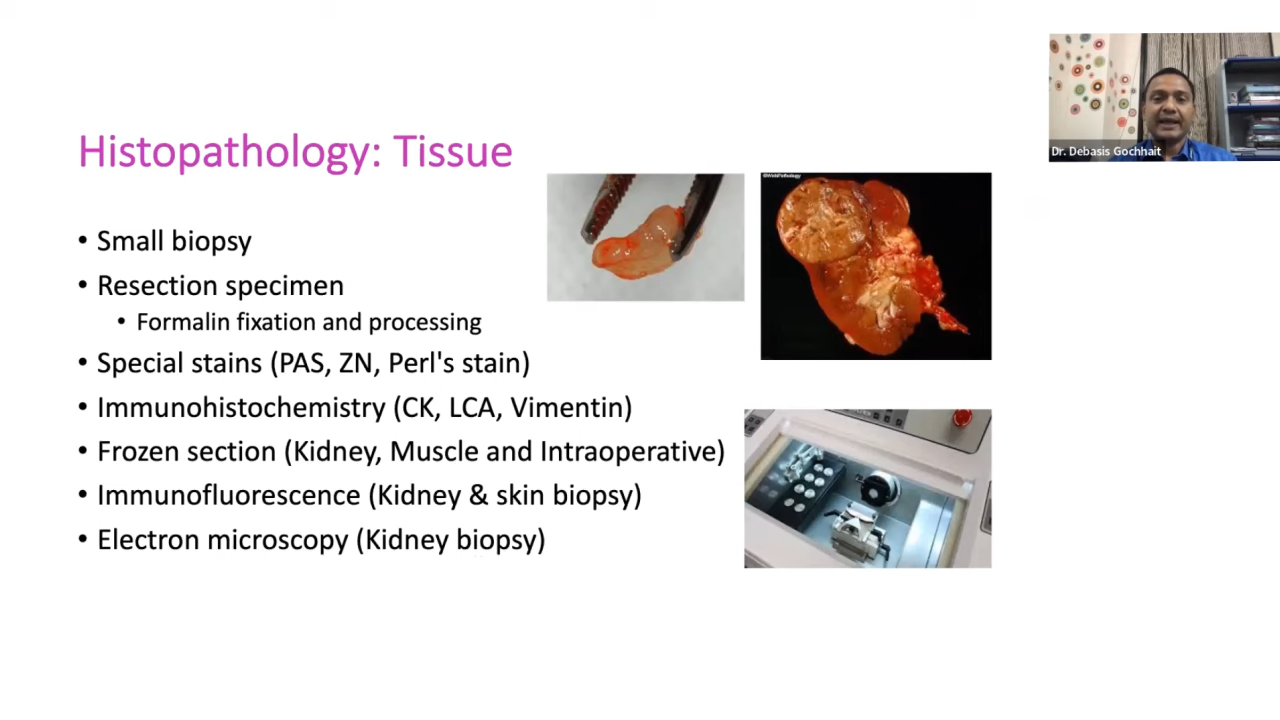 Histopathology: Tissue
• Small biopsy
• Resection specimen
• Formalin fixation and processing
• Special stains (PAS, ZN, Perl's stain)
• Immunohistochemistry (CK, LCA, Vimentin)
• Frozen section (Kidney, Muscle and Intraoperative)
• Immunofluorescence (Kidney & skin biopsy)
• Electron microscopy (Kidney biopsy)
©WebPathology
Dr. Debasis Gochhait